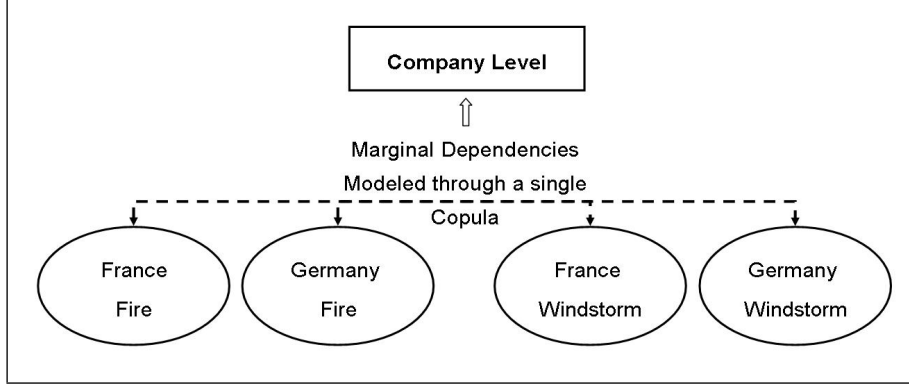 Company Level
Marginal Dependencies
Modeled through a single
Copula
France
Fire
Germany
Fire
France
Windstorm
Germany
Windstorm